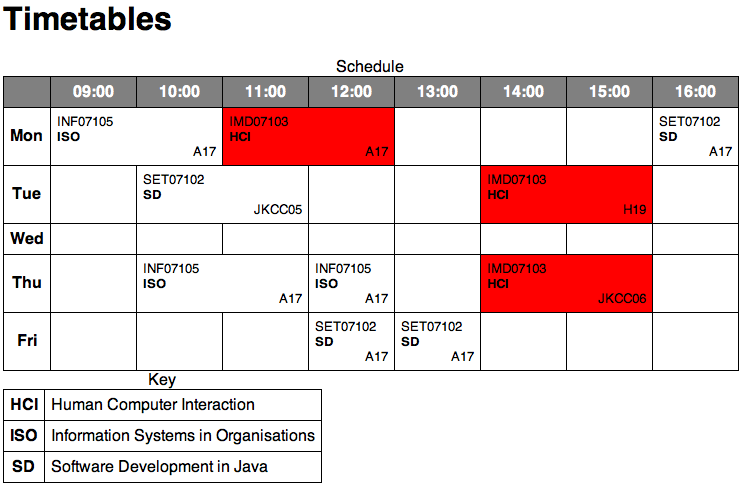 Timetables
Schedule
09:00 10:00 11:00 12:00 13:00 14:00 15:00 16:00
Mon
INF07105
ISO
A17
IMD07103
HCI
A17
SET07102
SD
A17
Tue
SET07102
SD
JKCC05
IMD07103
HCI
H19
Wed
Thu
INF07105
ISO
A17
INF07105
ISO
A17
IMD07103
HCI
JKCC06
Fri
SET07102
SD
A17
SET07102
SD
A17
Key
HCI Human Computer Interaction
ISO Information Systems in Organisations
SD Software Development in Java